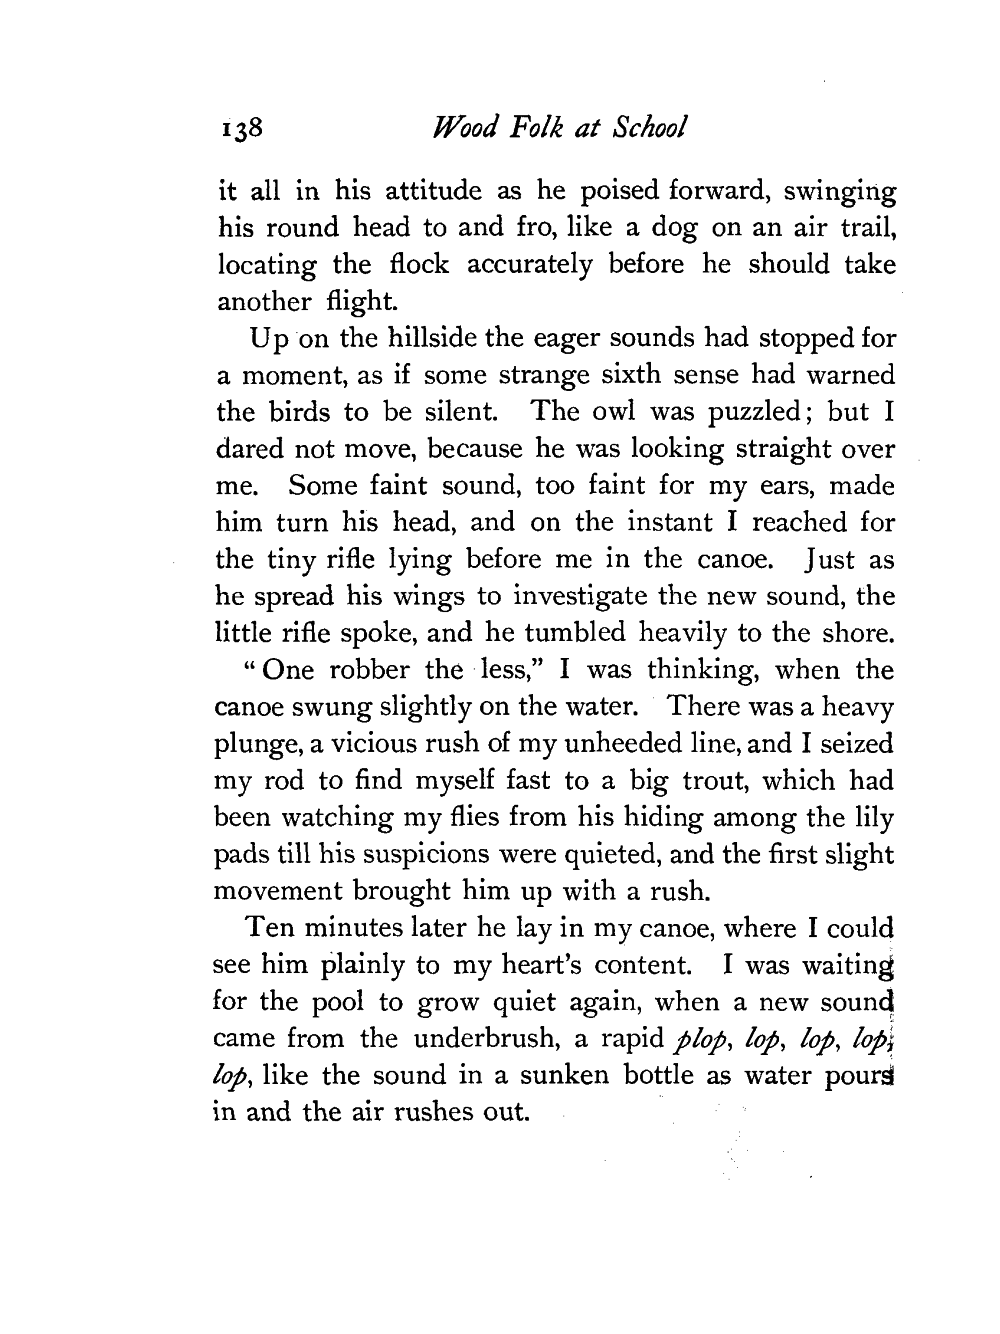 138 Wood Folk at School
it all in his attitude as he poised forward, swinging
his round head to and fro, like a dog on an air trail,
locating the flock accurately before he should take
another flight.
Up on the hillside the eager sounds had stopped for
a moment, as if some strange sixth sense had warned
the birds to be silent. The owl was puzzled; but I
dared not move, because he was looking straight over
me. Some faint sound, too faint for my ears, made
him turn his head, and on the instant I reached for
the tiny rifle lying before me in the canoe. Just as
he spread his wings to investigate the new sound, the
little rifle spoke, and he tumbled heavily to the shore.
“One robber the less,” I was thinking, when the
canoe swung slightly on the water. There was a heavy
plunge, a vicious rush of my unheeded line, and I seized
my rod to find myself fast to a big trout, which had
been watching my flies from his hiding among the lily
pads till his suspicions were quieted, and the first slight
movement brought him up with a rush.
Ten minutes later he lay in my canoe, where I could
see him plainly to my heart’s content. I was waiting
for the pool to grow quiet again, when a new sound
came from the underbrush, a rapid plop, lop, lop, lop,
lop, like the sound in a sunken bottle as water pours
in and the air rushes out.